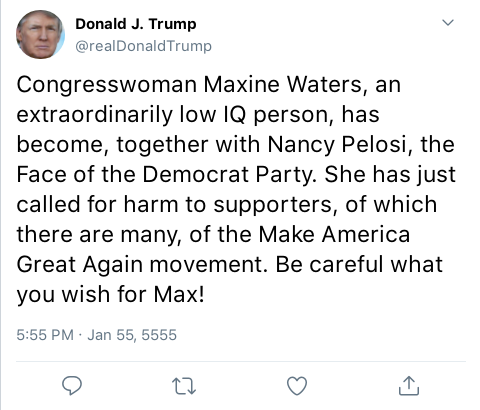 Donald J. Trump
@realDonaldTrump
Congresswoman Maxine Waters, an
extraordinarily low IQ person, has
become, together with Nancy Pelosi, the
Face of the Democrat Party. She has just
called for harm to supporters, of which
there are many, of the Make America
Great Again movement. Be careful what
you wish for Max!
5:55 PM · Jan 55, 5555